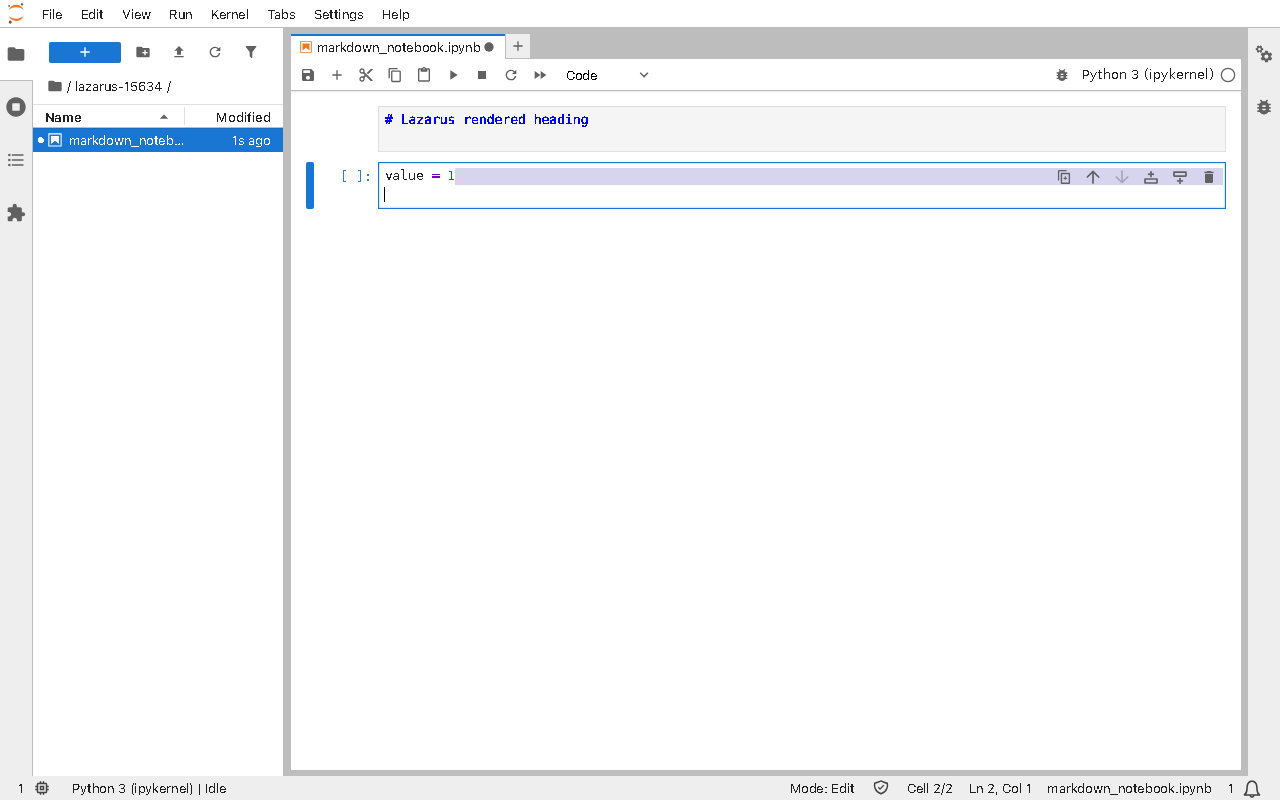 File Edit View Run Kernel Tabs Settings Help
markdown_notebook.ipynb
Code
Python 3 (ipykernel)
/ lazarus-15634 /
Name Modified
markdown_noteb... 1s ago
# Lazarus rendered heading
[ ]: value = 1
1 Python 3 (ipykernel) | Idle Mode: Edit Cell 2/2 Ln 2, Col 1 markdown_notebook.ipynb 1